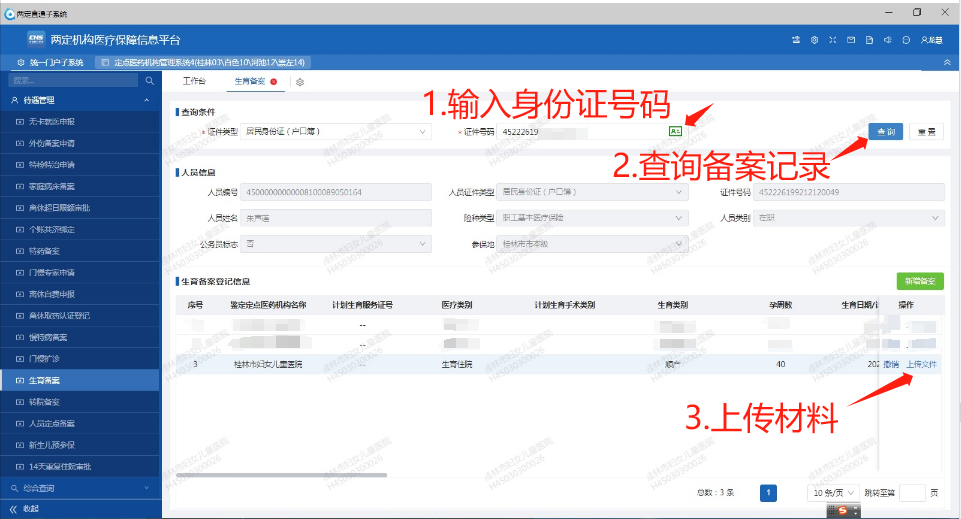 两定直通子系统
CHS 两定机构医疗保障信息平台
统一门户子系统 定点医药机构管理系统4(桂林03\百色10\河池12\崇左14)
搜索...
工作台 生育备案
待遇管理
无卡就医申报
外伤备案申请
特检特治申请
家庭病床备案
离休超日限额审批
个账共济绑定
特药备案
门慢专家申请
离休自费申报
离休取药认证登记
慢特病备案
门慢扩诊
生育备案
转院备案
人员定点备案
新生儿预参保
14天重复住院审批
综合查询
收起
1.输入身份证号码
查询条件
* 证件类型 居民身份证（户口簿） * 证件号码 45222619 查 询 重 置
2.查询备案记录
人员信息
人员编号 人员证件类型 居民身份证（户口簿） 证件号码 452226199212120049
人员姓名 险种类型 职工基本医疗保险 人员类别 在职
公务员标志 否 参保地 桂林市市本级
生育备案登记信息 新增备案
序号 鉴定定点医药机构名称 计划生育服务证号 医疗类别 计划生育手术类别 生育类别 孕周数 生育日期/计 操作
--
--
3 桂林市妇女儿童医院 -- 生育住院 顺产 40 202 撤销 上传文件
3.上传材料
总数：3 条 1 10 条/页 跳转至第 页
桂林市妇女儿童医院
H45030300026